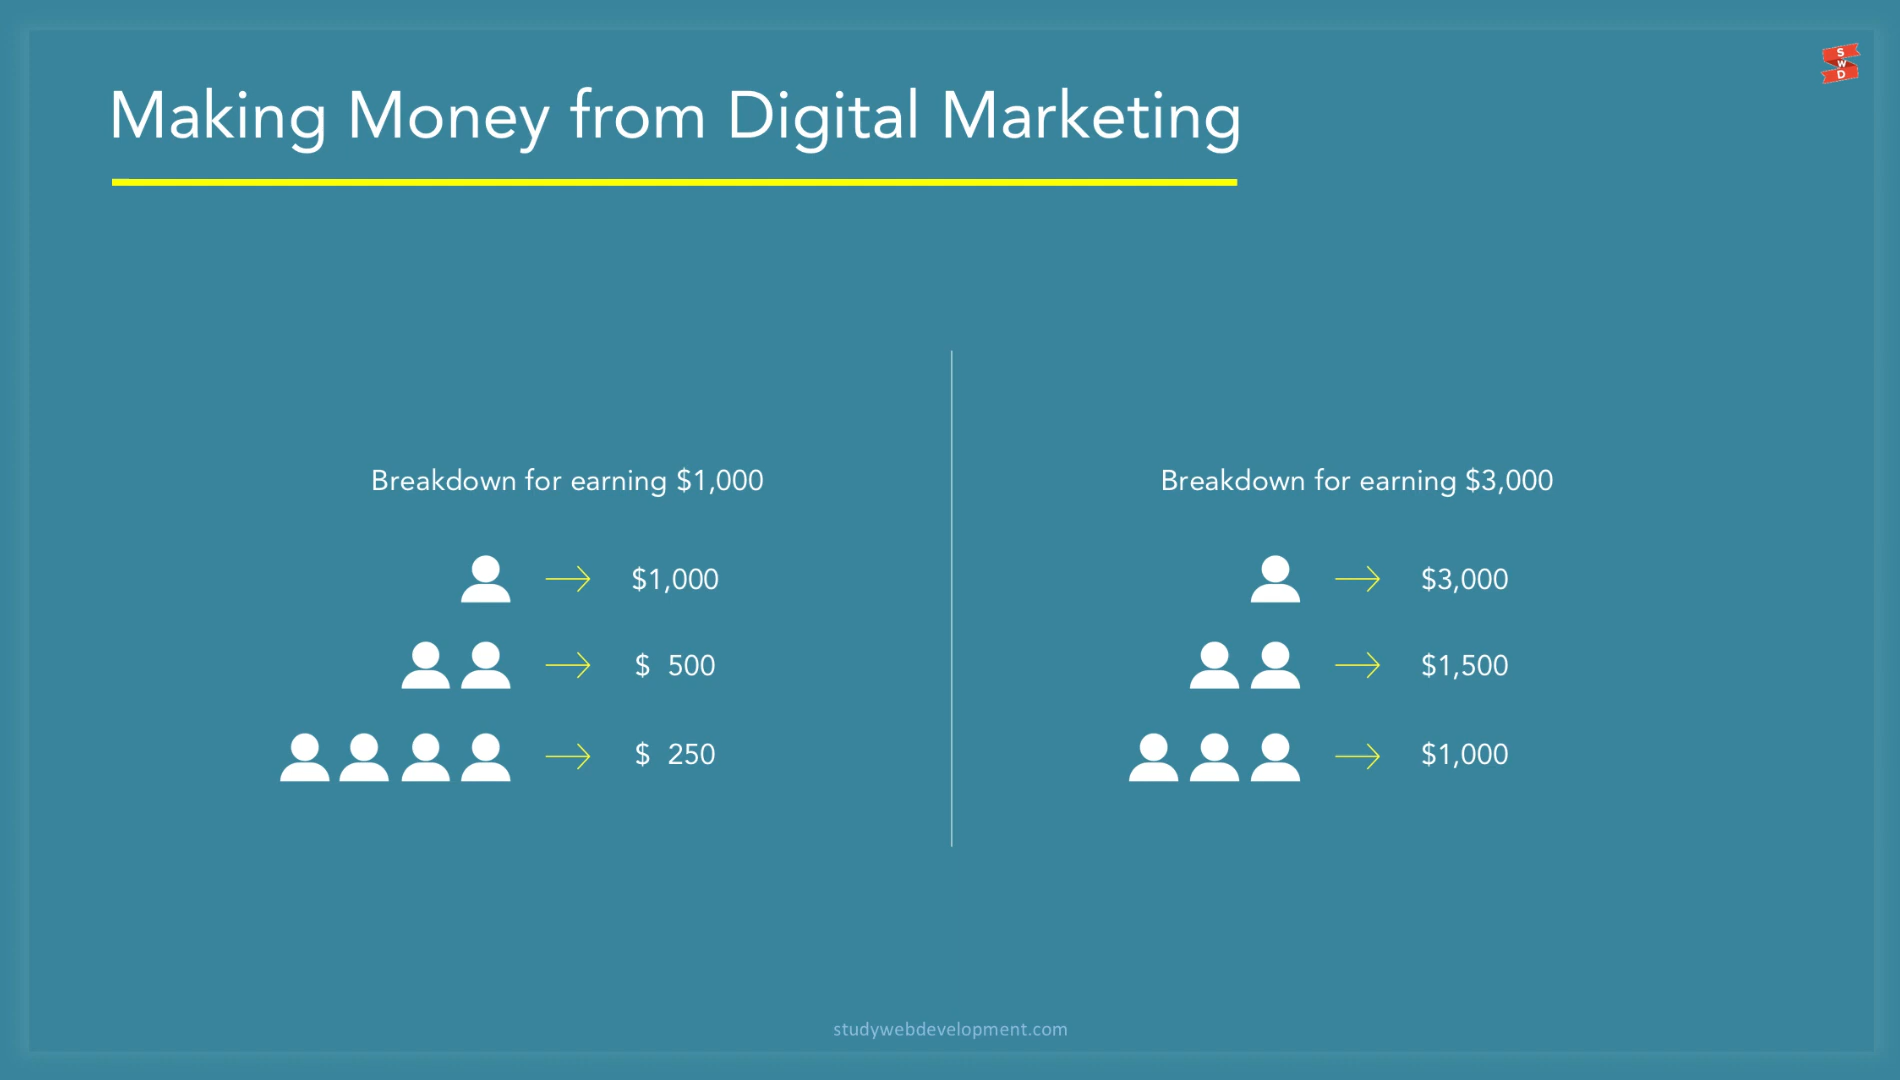 S
W
D
Making Money from Digital Marketing
Breakdown for earning $1,000
$1,000
$ 500
$ 250
Breakdown for earning $3,000
$3,000
$1,500
$1,000
studywebdevelopment.com